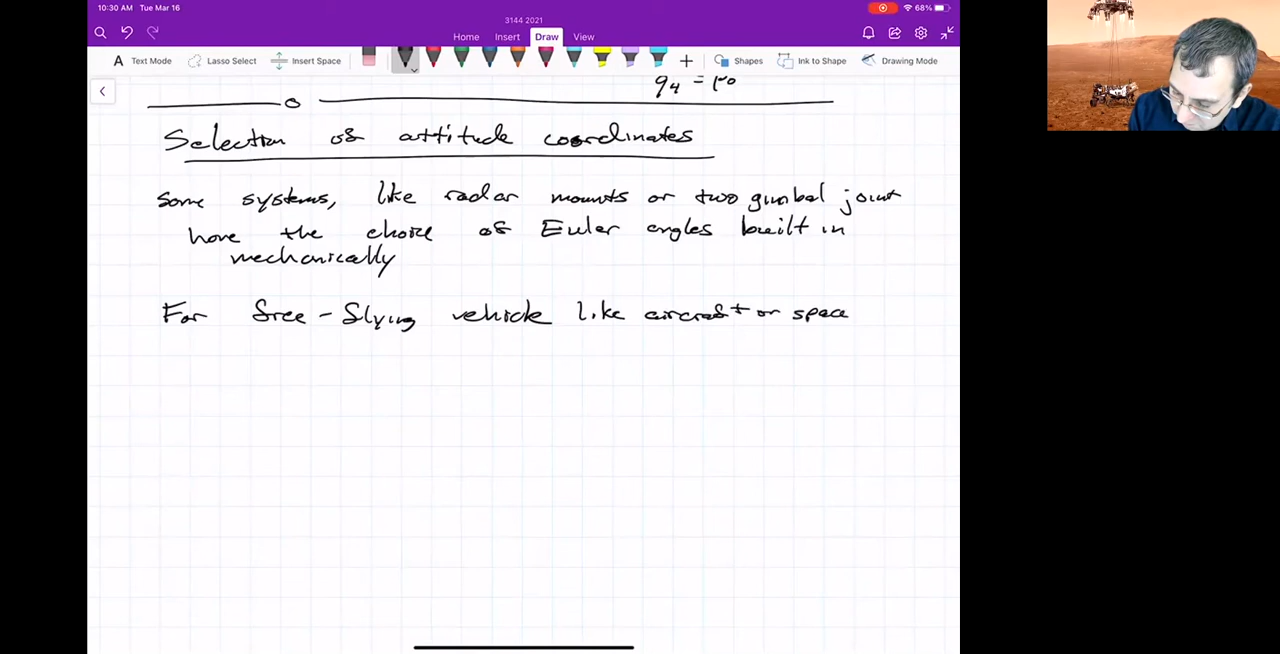 10:30 AM Tue Mar 16
68%
3144 2021
Home Insert Draw View
A Text Mode Lasso Select Insert Space Shapes Ink to Shape Drawing Mode
q4 =
Selection of attitude coordinates
Some systems, like radar mounts or two gimbal joint
have the choice of Euler angles built in
mechanically
For free-flying vehicle like aircraft or space